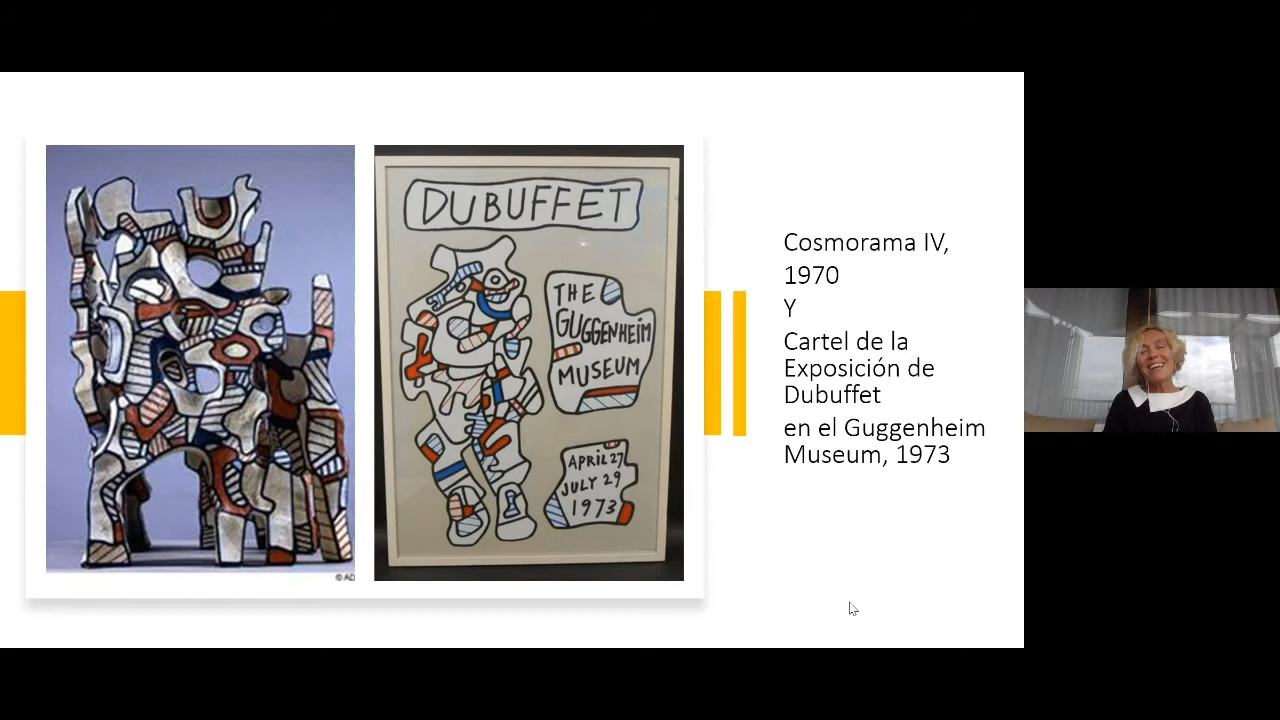 DUBUFFET
THE
GUGGENHEIM
MUSEUM
APRIL 27
JULY 29
1973
© AD
Cosmorama IV,
1970
Y
Cartel de la
Exposición de
Dubuffet
en el Guggenheim
Museum, 1973